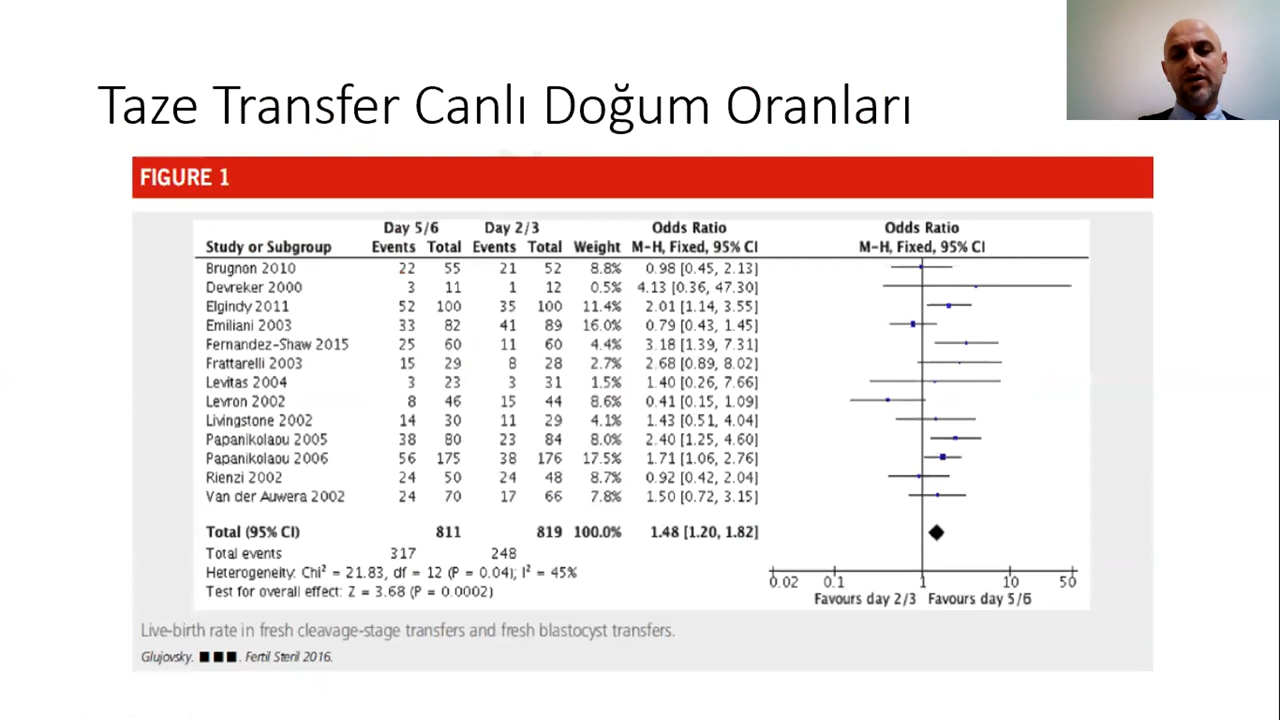 Taze Transfer Canlı Doğum Oranları
FIGURE 1
Day 5/6 Day 2/3 Odds Ratio Odds Ratio
Study or Subgroup Events Total Events Total Weight M-H, Fixed, 95% CI M-H, Fixed, 95% CI
Brugnon 2010 22 55 21 52 8.8% 0.98 [0.45, 2.13]
Devreker 2000 3 11 1 12 0.5% 4.13 [0.36, 47.30]
Elgindy 2011 52 100 35 100 11.4% 2.01 [1.14, 3.55]
Emiliani 2003 33 82 41 89 16.0% 0.79 [0.43, 1.45]
Fernandez-Shaw 2015 25 60 11 60 4.4% 3.18 [1.39, 7.31]
Frattarelli 2003 15 29 8 28 2.7% 2.68 [0.89, 8.02]
Levitas 2004 3 23 3 31 1.5% 1.40 [0.26, 7.66]
Levron 2002 8 46 15 44 8.6% 0.41 [0.15, 1.09]
Livingstone 2002 14 30 11 29 4.1% 1.43 [0.51, 4.04]
Papanikolaou 2005 38 80 23 84 8.0% 2.40 [1.25, 4.60]
Papanikolaou 2006 56 175 38 176 17.5% 1.71 [1.06, 2.76]
Rienzi 2002 24 50 24 48 8.7% 0.92 [0.42, 2.04]
Van der Auwera 2002 24 70 17 66 7.8% 1.50 [0.72, 3.15]
Total (95% CI) 811 819 100.0% 1.48 [1.20, 1.82]
Total events 317 248
Heterogeneity: Chi² = 21.83, df = 12 (P = 0.04); I² = 45%
Test for overall effect: Z = 3.68 (P = 0.0002)
0.02 0.1 1 10 50
Favours day 2/3 Favours day 5/6
Live-birth rate in fresh cleavage-stage transfers and fresh blastocyst transfers.
Glujovsky. ■■■. Fertil Steril 2016.